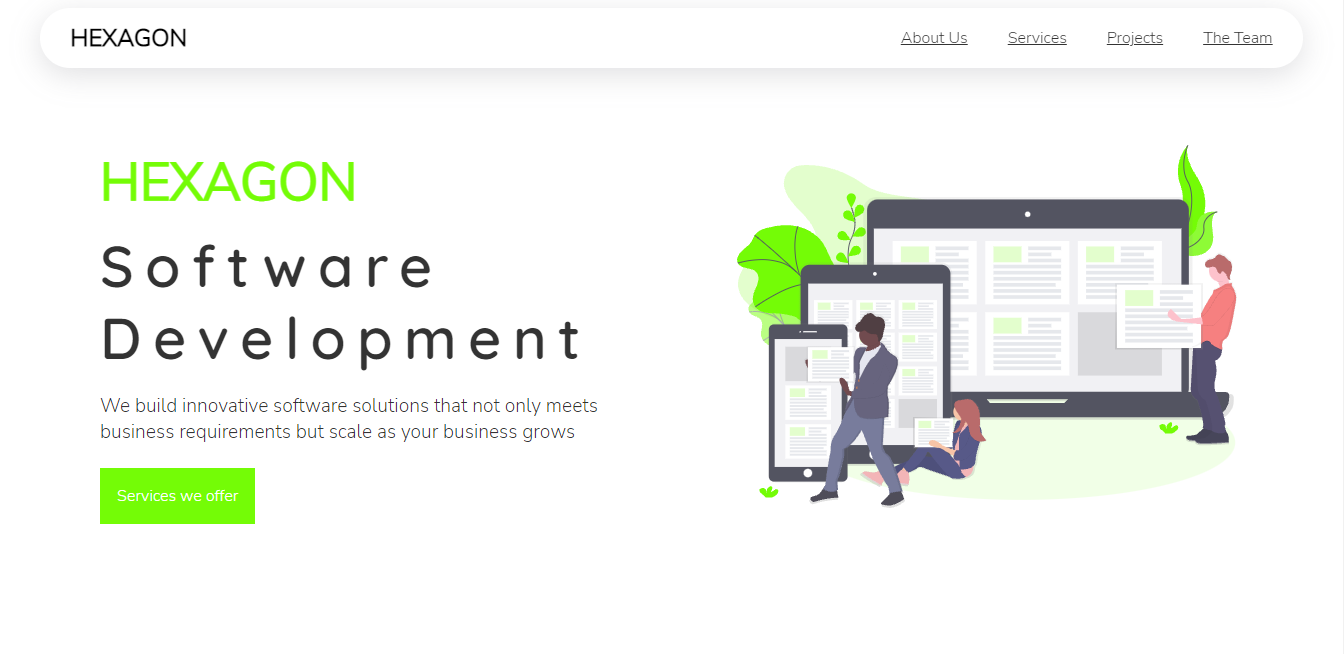 HEXAGON
About Us Services Projects The Team
HEXAGON
Software
Development
We build innovative software solutions that not only meets
business requirements but scale as your business grows
Services we offer